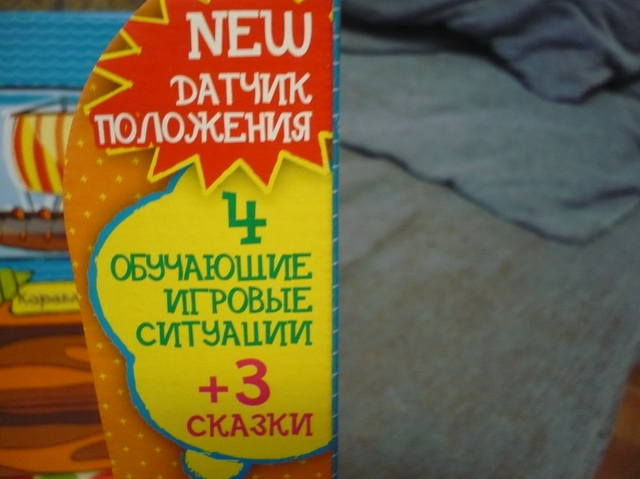 NEW
ДАТЧИК
ПОЛОЖЕНИЯ
4
ОБУЧАЮЩИЕ
ИГРОВЫЕ
СИТУАЦИИ
+3
СКАЗКИ